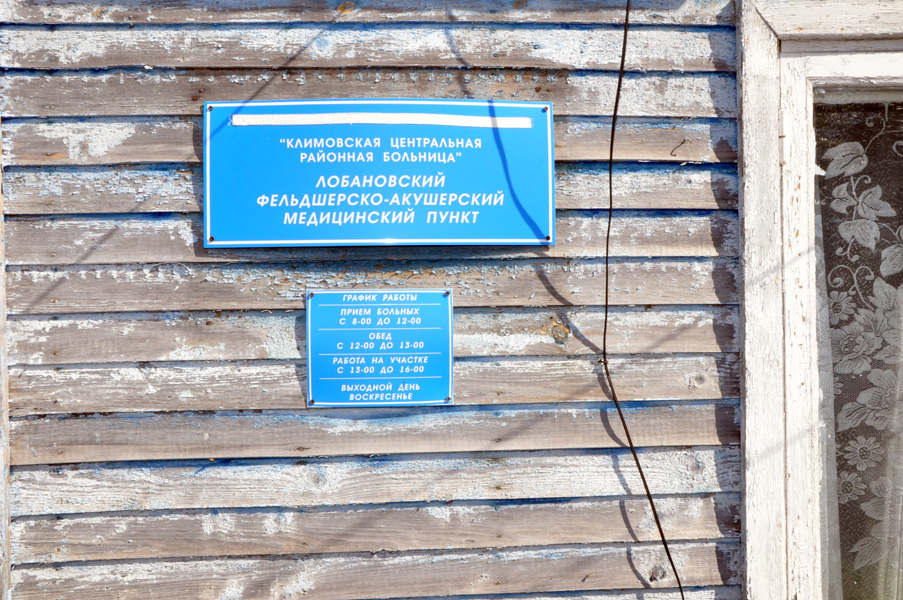 "КЛИМОВСКАЯ ЦЕНТРАЛЬНАЯ
РАЙОННАЯ БОЛЬНИЦА"
ЛОБАНОВСКИЙ
ФЕЛЬДШЕРСКО-АКУШЕРСКИЙ
МЕДИЦИНСКИЙ ПУНКТ
ГРАФИК РАБОТЫ
ПРИЕМ БОЛЬНЫХ
С 8-00 ДО 12-00
ОБЕД
С 12-00 ДО 13-00
РАБОТА НА УЧАСТКЕ
С 13-00 ДО 16-00
ВЫХОДНОЙ ДЕНЬ
ВОСКРЕСЕНЬЕ